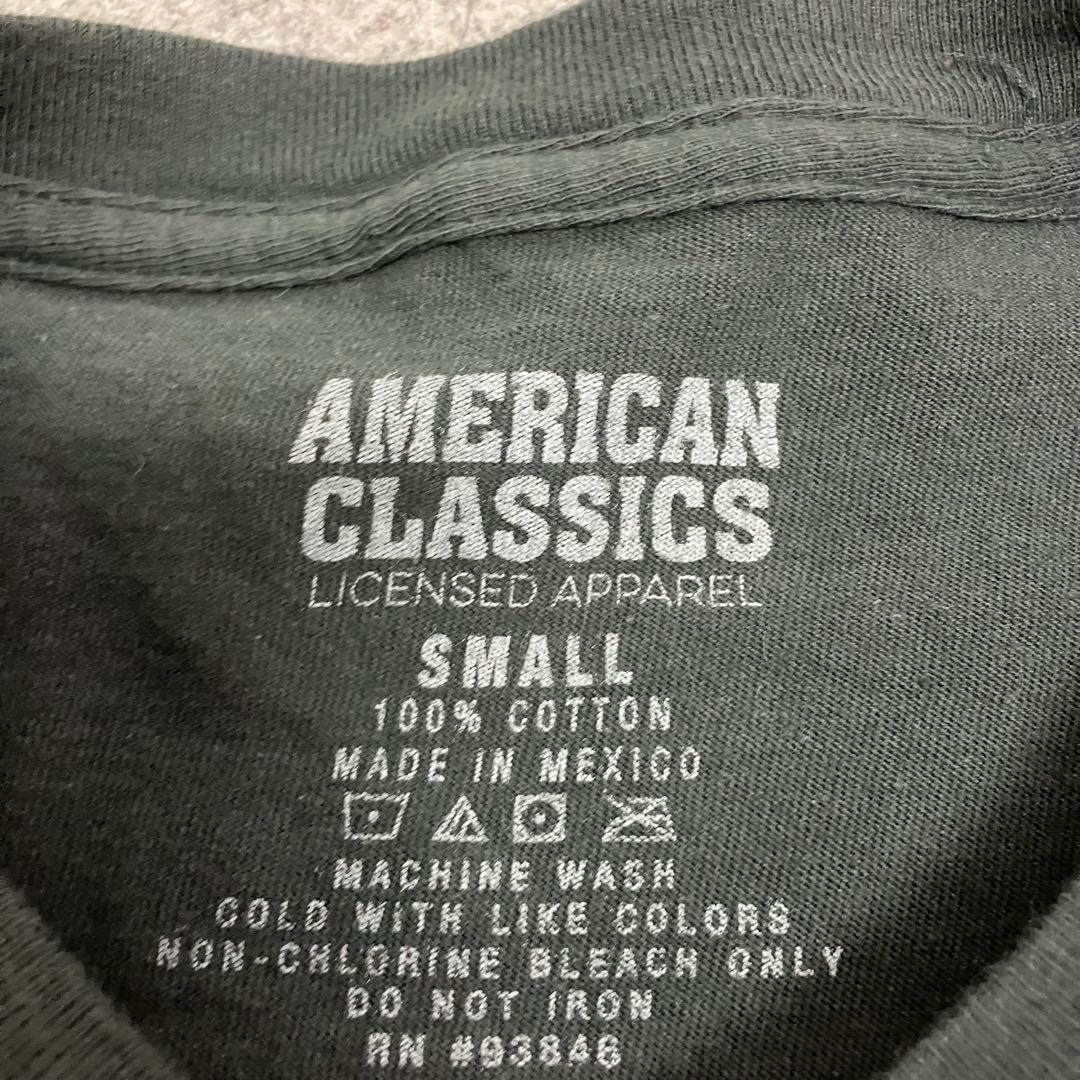 AMERICAN
CLASSICS
LICENSED APPAREL
SMALL
100% COTTON
MADE IN MEXICO
MACHINE WASH
COLD WITH LIKE COLORS
NON-CHLORINE BLEACH ONLY
DO NOT IRON
RN #93846